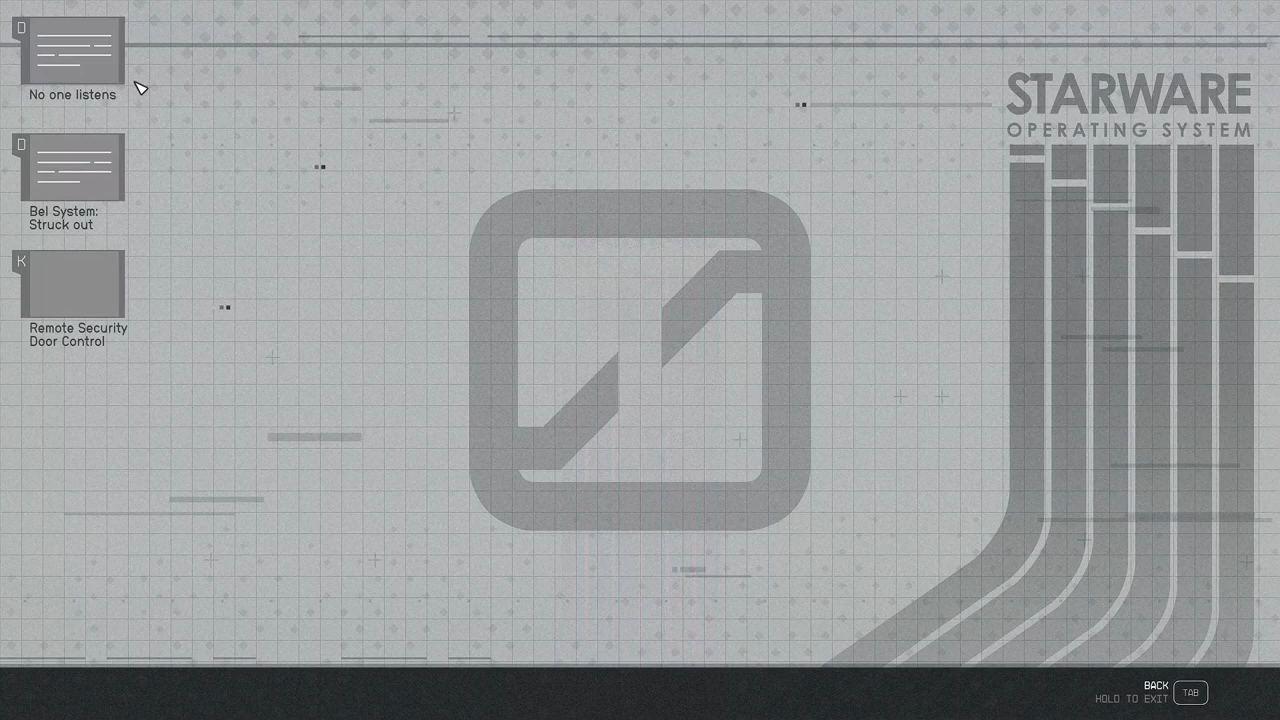 D
No one listens
D
Bel System:
Struck out
K
Remote Security
Door Control
STARWARE
OPERATING SYSTEM
BACK
HOLD TO EXIT
TAB